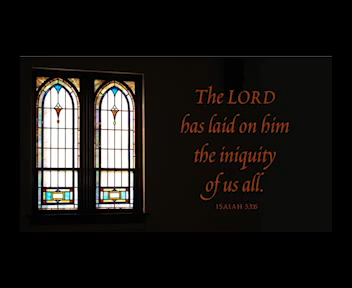 The LORD
has laid on him
the iniquity
of us all.
ISAIAH 53:6